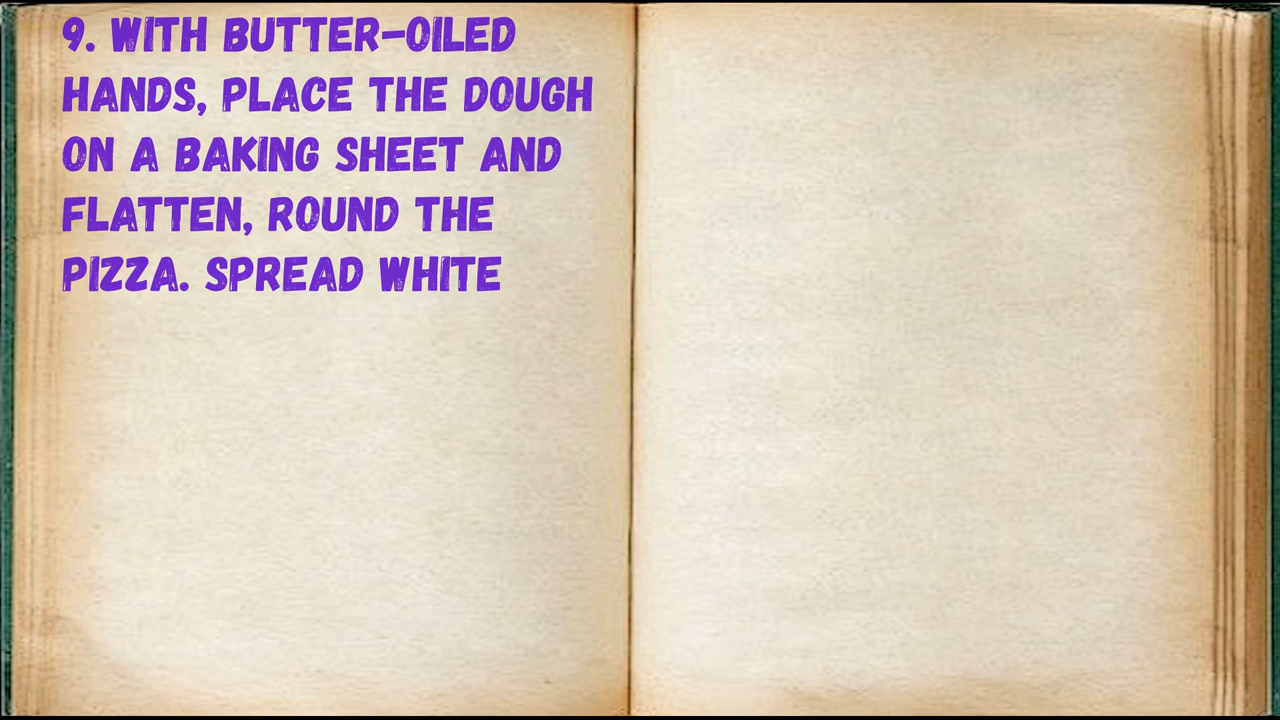 9. WITH BUTTER-OILED
HANDS, PLACE THE DOUGH
ON A BAKING SHEET AND
FLATTEN, ROUND THE
PIZZA. SPREAD WHITE